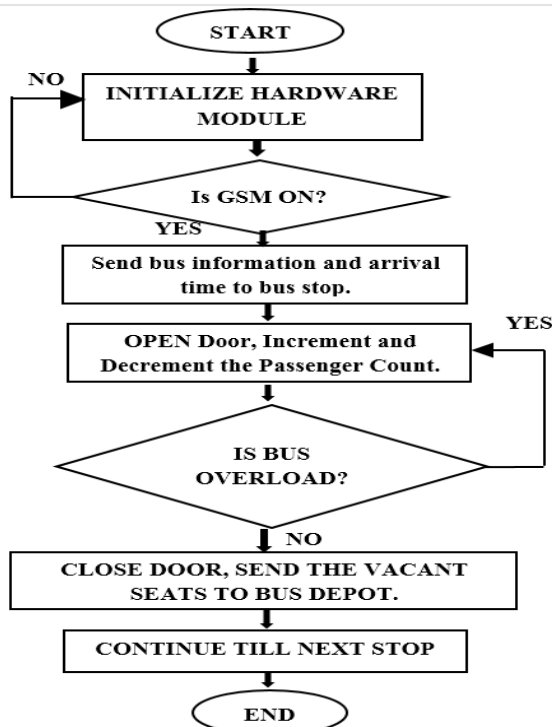 START
NO
INITIALIZE HARDWARE
MODULE
Is GSM ON?
YES
Send bus information and arrival
time to bus stop.
YES
OPEN Door, Increment and
Decrement the Passenger Count.
IS BUS
OVERLOAD?
NO
CLOSE DOOR, SEND THE VACANT
SEATS TO BUS DEPOT.
CONTINUE TILL NEXT STOP
END